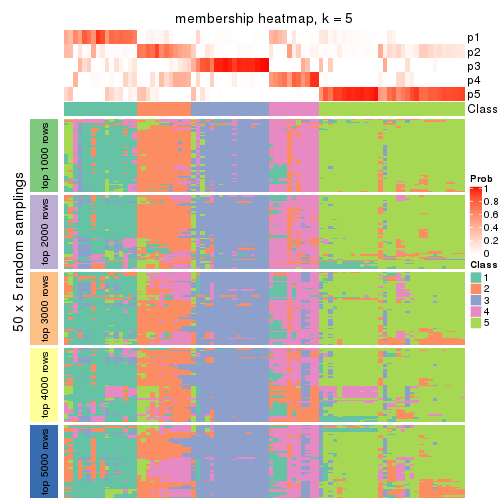 membership heatmap, k = 5
p1
p2
p3
p4
p5
Class
50 x 5 random samplings
top 1000 rows
top 2000 rows
top 3000 rows
top 4000 rows
top 5000 rows
Prob
1
0.8
0.6
0.4
0.2
0
Class
1
2
3
4
5